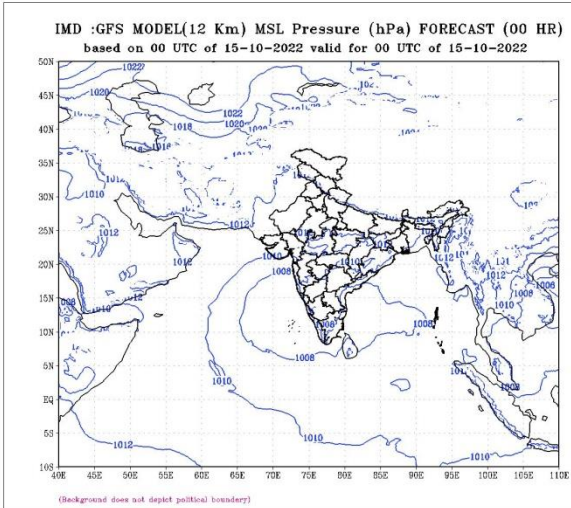 IMD :GFS MODEL(12 Km) MSL Pressure (hPa) FORECAST (00 HR)
based on 00 UTC of 15-10-2022 valid for 00 UTC of 15-10-2022
50N
1022
1020
1022
1020
1018
45N
40N
1016
35N
1012
30N
1010
1012
25N
1012
1012
1010
1010
20N
1008
1008
1010
15N
1008
1008
1008
10N
1008
5N
1010
1008
EQ
5S
1012
1010
1010
10S
40E 45E 50E 55E 60E 65E 70E 75E 80E 85E 90E 95E 100E 105E 110E
(Background does not depict political boundery)